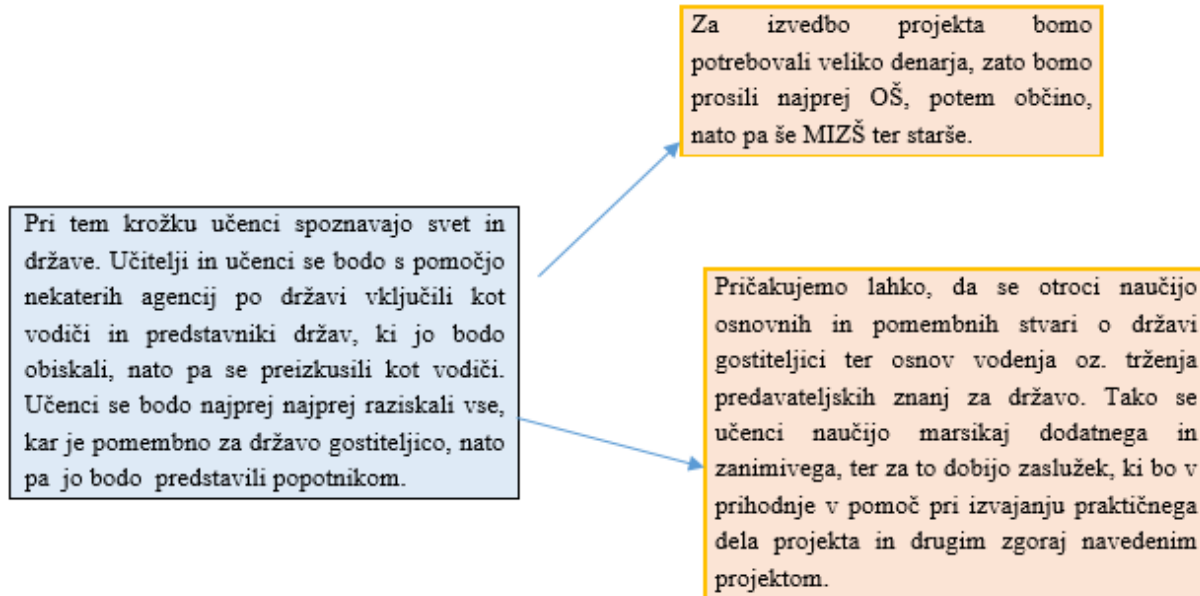 Za izvedbo projekta bomo
potrebovali veliko denarja, zato bomo
prosili najprej OŠ, potem občino,
nato pa še MIZŠ ter starše.
Pri tem krožku učenci spoznavajo svet in
države. Učitelji in učenci se bodo s pomočjo
nekaterih agencij po državi vključili kot
vodiči in predstavniki držav, ki jo bodo
obiskali, nato pa se preizkusili kot vodiči.
Učenci se bodo najprej najprej raziskali vse,
kar je pomembno za državo gostiteljico, nato
pa jo bodo predstavili popotnikom.
Pričakujemo lahko, da se otroci naučijo
osnovnih in pomembnih stvari o državi
gostiteljici ter osnov vodenja oz. trženja
predavateljskih znanj za državo. Tako se
učenci naučijo marsikaj dodatnega in
zanimivega, ter za to dobijo zaslužek, ki bo v
prihodnje v pomoč pri izvajanju praktičnega
dela projekta in drugim zgoraj navedenim
projektom.